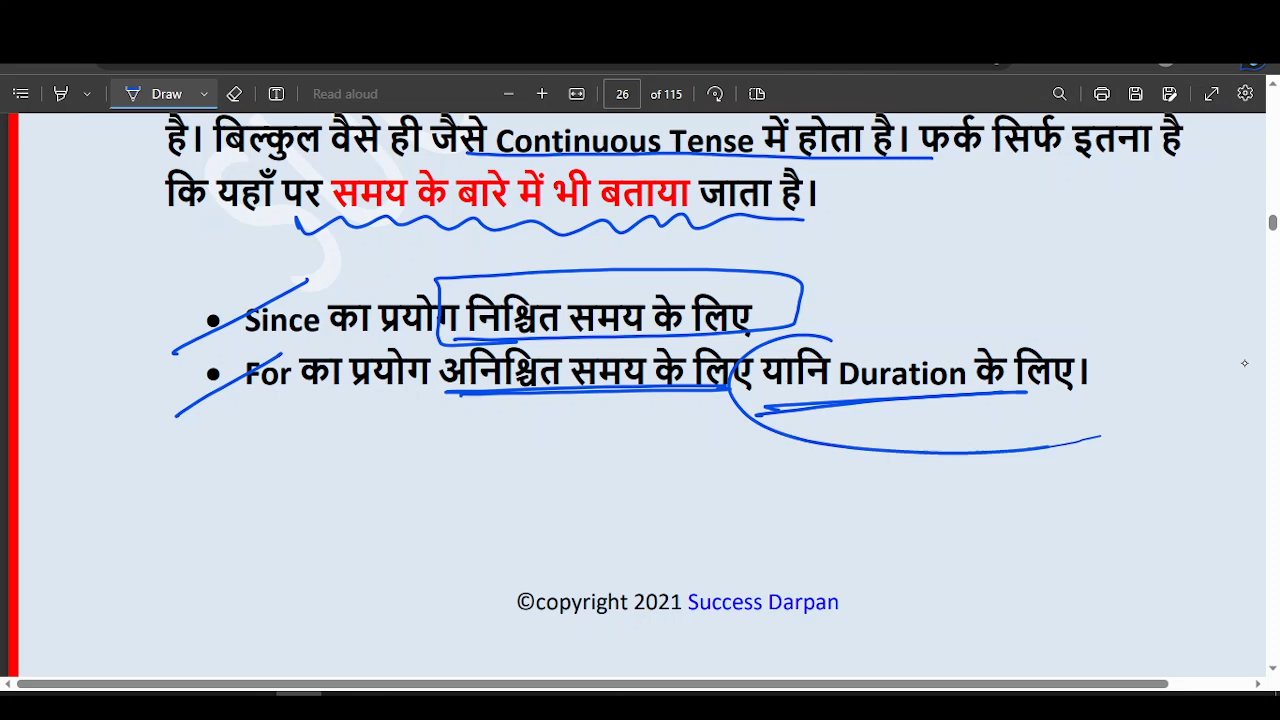 Draw
Read aloud
26 of 115
है। बिल्कुल वैसे ही जैसे Continuous Tense में होता है। फर्क सिर्फ इतना है
कि यहाँ पर समय के बारे में भी बताया जाता है।
• Since का प्रयोग निश्चित समय के लिए
• For का प्रयोग अनिश्चित समय के लिए यानि Duration के लिए।
©copyright 2021 Success Darpan